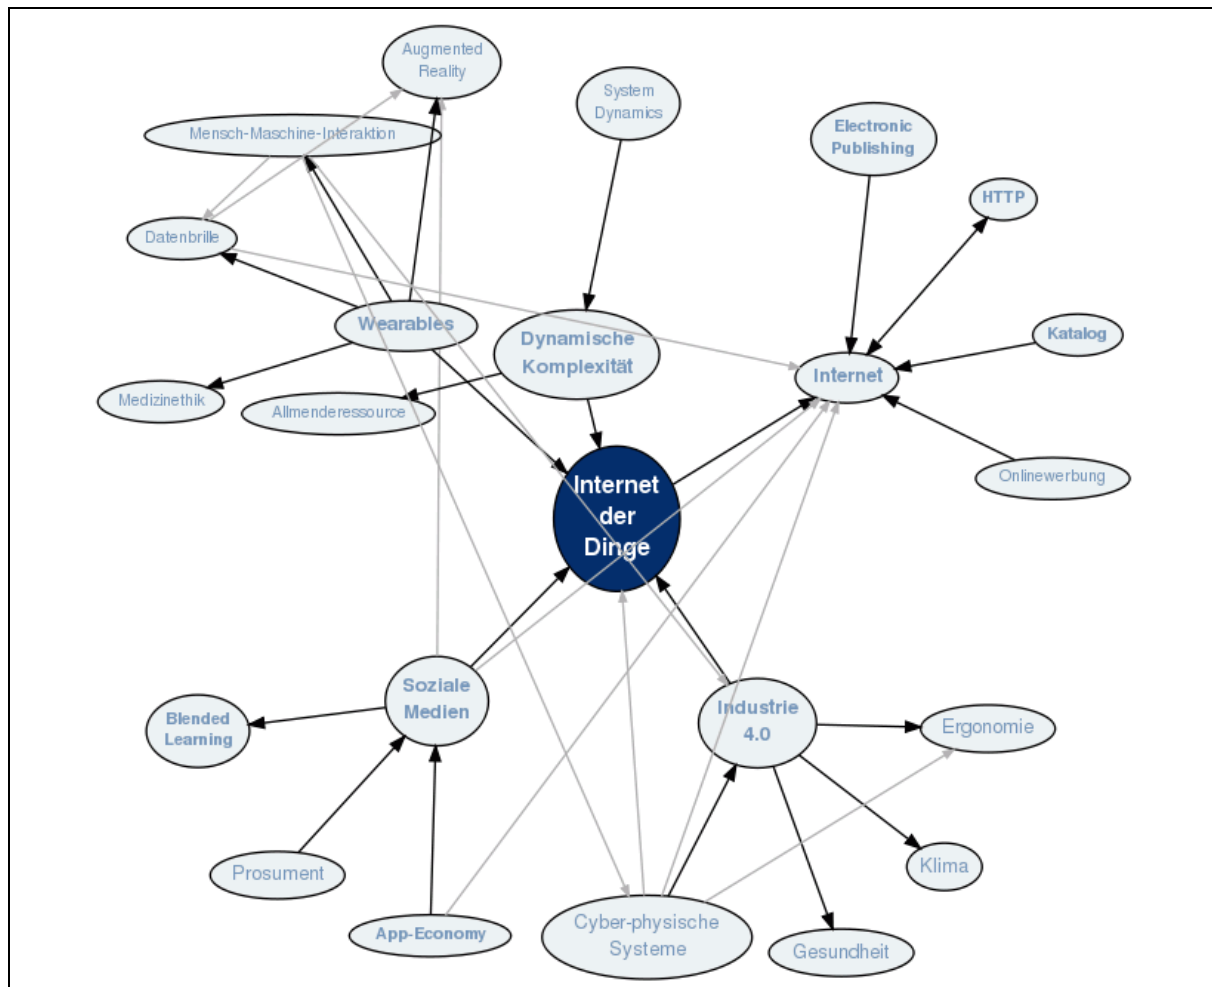 Augmented
Reality
System
Dynamics
Mensch-Maschine-Interaktion
Electronic
Publishing
HTTP
Datenbrille
Wearables
Dynamische
Komplexität
Katalog
Internet
Medizinethik
Allmenderessource
Onlinewerbung
Internet
der
Dinge
Soziale
Medien
Industrie
4.0
Blended
Learning
Ergonomie
Prosument
Klima
App-Economy
Cyber-physische
Systeme
Gesundheit